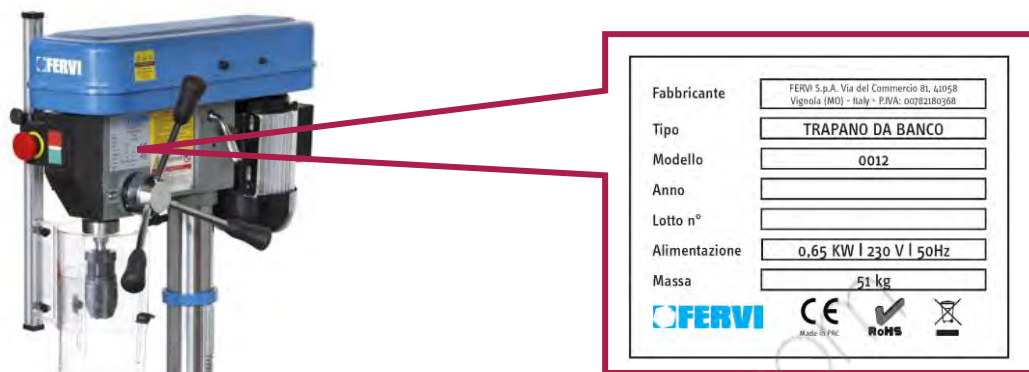 FERVI
Fabbricante
FERVI S.p.A. Via del Commercio 81, 41058
Vignola (MO) - Italy - P.IVA: 00782180368
Tipo
TRAPANO DA BANCO
Modello
0012
Anno
Lotto n°
Alimentazione
0,65 KW | 230 V | 50Hz
Massa
51 kg
FERVI
CE
Made in PRC
RoHS